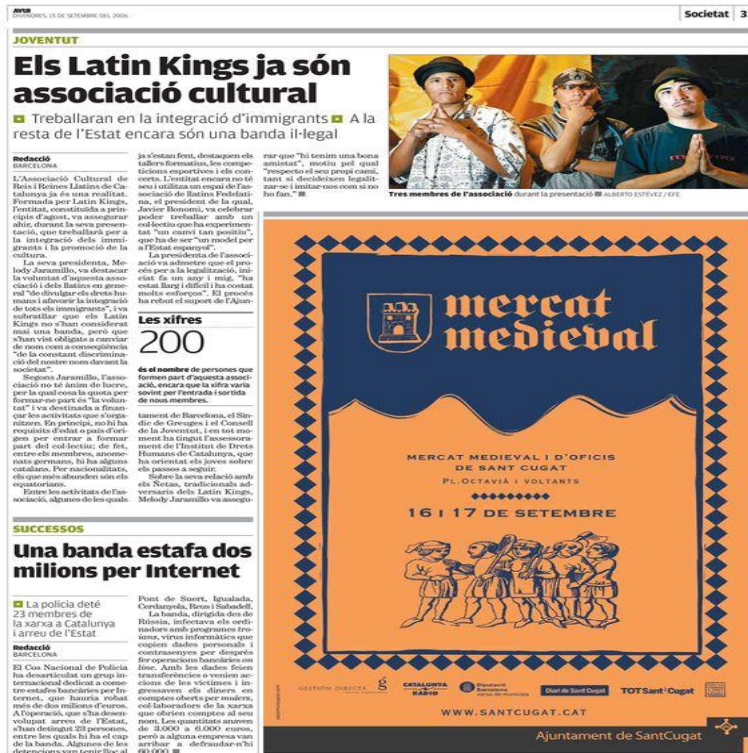 AVUI
DIVENDRES, 15 DE SETEMBRE DEL 2006
Societat 3
JOVENTUT
Els Latin Kings ja són
associació cultural
Treballaran en la integració d'immigrants A la
resta de l'Estat encara són una banda il·legal
Redacció
BARCELONA
L'Associació Cultural de
Reis i Reines Llatins de Ca-
talunya ja és una realitat.
Formada per Latin Kings,
l'entitat, constituïda a prin-
cipis d'agost, va assegurar
ahir, durant la seva presen-
tació, que treballarà per a
la integració dels immi-
grants i la promoció de la
cultura.
La seva presidenta, Me-
lody Jaramillo, va destacar
la voluntat d'aquesta asso-
ciació i dels llatins en gene-
ral "de divulgar els drets hu-
mans i afavorir la integració
de tots els immigrants", i va
subratllar que els Latin
Kings no s'han considerat
mai una banda, però que
s'han vist obligats a canviar
de nom com a conseqüència
"de la constant discrimina-
ció del nostre nom davant la
societat".
Segons Jaramillo, l'asso-
ciació no té ànim de lucre,
per la qual cosa la quota per
formar-ne part és "la volun-
tat" i va destinada a finan-
çar les activitats que s'orga-
nitzen. En principi, no hi ha
requisits d'edat o país d'ori-
gen per entrar a formar
part del col·lectiu; de fet,
entre els membres, anome-
nats germans, hi ha alguns
catalans. Per nacionalitats,
els que més abunden són els
equatorians.
Entre les activitats de l'as-
sociació, algunes de les quals
ja s'estan fent, destaquen els
tallers formatius, les compe-
ticions esportives i els con-
certs. L'entitat encara no té
seu i utilitza un espai de l'as-
sociació de llatins Fedelati-
na, el president de la qual,
Javier Bonomi, va celebrar
poder treballar amb un
col·lectiu que ha experimen-
tat "un canvi tan positiu",
que ha de ser "un model per
a l'Estat espanyol".
La presidenta de l'associ-
ació va admetre que el pro-
cés per a la legalització, ini-
ciat fa un any i mig, "ha
estat llarg i difícil i ha costat
molts esforços". El procés
ha rebut el suport de l'Ajun-
Les xifres
200
és el nombre de persones que
formen part d'aquesta associ-
ació, encara que la xifra varia
sovint per l'entrada i sortida
de nous membres.
tament de Barcelona, el Sín-
dic de Greuges i el Consell
de la Joventut, i en tot mo-
ment ha tingut l'assessora-
ment de l'Institut de Drets
Humans de Catalunya, que
ha orientat els joves sobre
els passos a seguir.
Sobre la seva relació amb
els Ñetas, tradicionals ad-
versaris dels Latin Kings,
Melody Jaramillo va assegu-
rar que "hi tenim una bona
amistat", motiu pel qual
"respecto el seu propi camí,
tant si decideixen legalit-
zar-se i imitar-nos com si no
ho fan."
Tres membres de l'associació durant la presentació ALBERTO ESTÉVEZ / EFE
SUCCESSOS
Una banda estafa dos
milions per Internet
La policia deté
23 membres de
la xarxa a Catalunya
i arreu de l'Estat
Redacció
BARCELONA
El Cos Nacional de Policia
ha desarticulat un grup in-
ternacional dedicat a come-
tre estafes bancàries per In-
ternet, que hauria robat
més de dos milions d'euros.
A l'operació, que s'ha desen-
volupat arreu de l'Estat,
s'han detingut 23 persones,
entre les quals hi ha el cap
de la banda. Algunes de les
detencions van tenir lloc al
Pont de Suert, Igualada,
Cerdanyola, Reus i Sabadell.
La banda, dirigida des de
Rússia, infectava els ordi-
nadors amb programes tro-
ians, virus informàtics que
copien dades personals i
contrasenyes per després
fer operacions bancàries on
line. Amb les dades feien
transferències o venien ac-
cions de les víctimes i in-
gressaven els diners en
comptes oberts per mulers,
col·laboradors de la xarxa
que obrien comptes al seu
nom. Les quantitats anaven
de 3.000 a 6.000 euros,
però a alguna empresa van
arribar a defraudar-n'hi
60.000
mercat
medieval
MERCAT MEDIEVAL I D'OFICIS
DE SANT CUGAT
PL. OCTAVIÀ I VOLTANTS
16 I 17 DE SETEMBRE
GESTIÓN DIRECTA
CATALUNYA
RÀDIO
Diputació
Barcelona
xarxa de municipis
Diari de Sant Cugat
TOT Sant Cugat
WWW.SANTCUGAT.CAT
Ajuntament de SantCugat